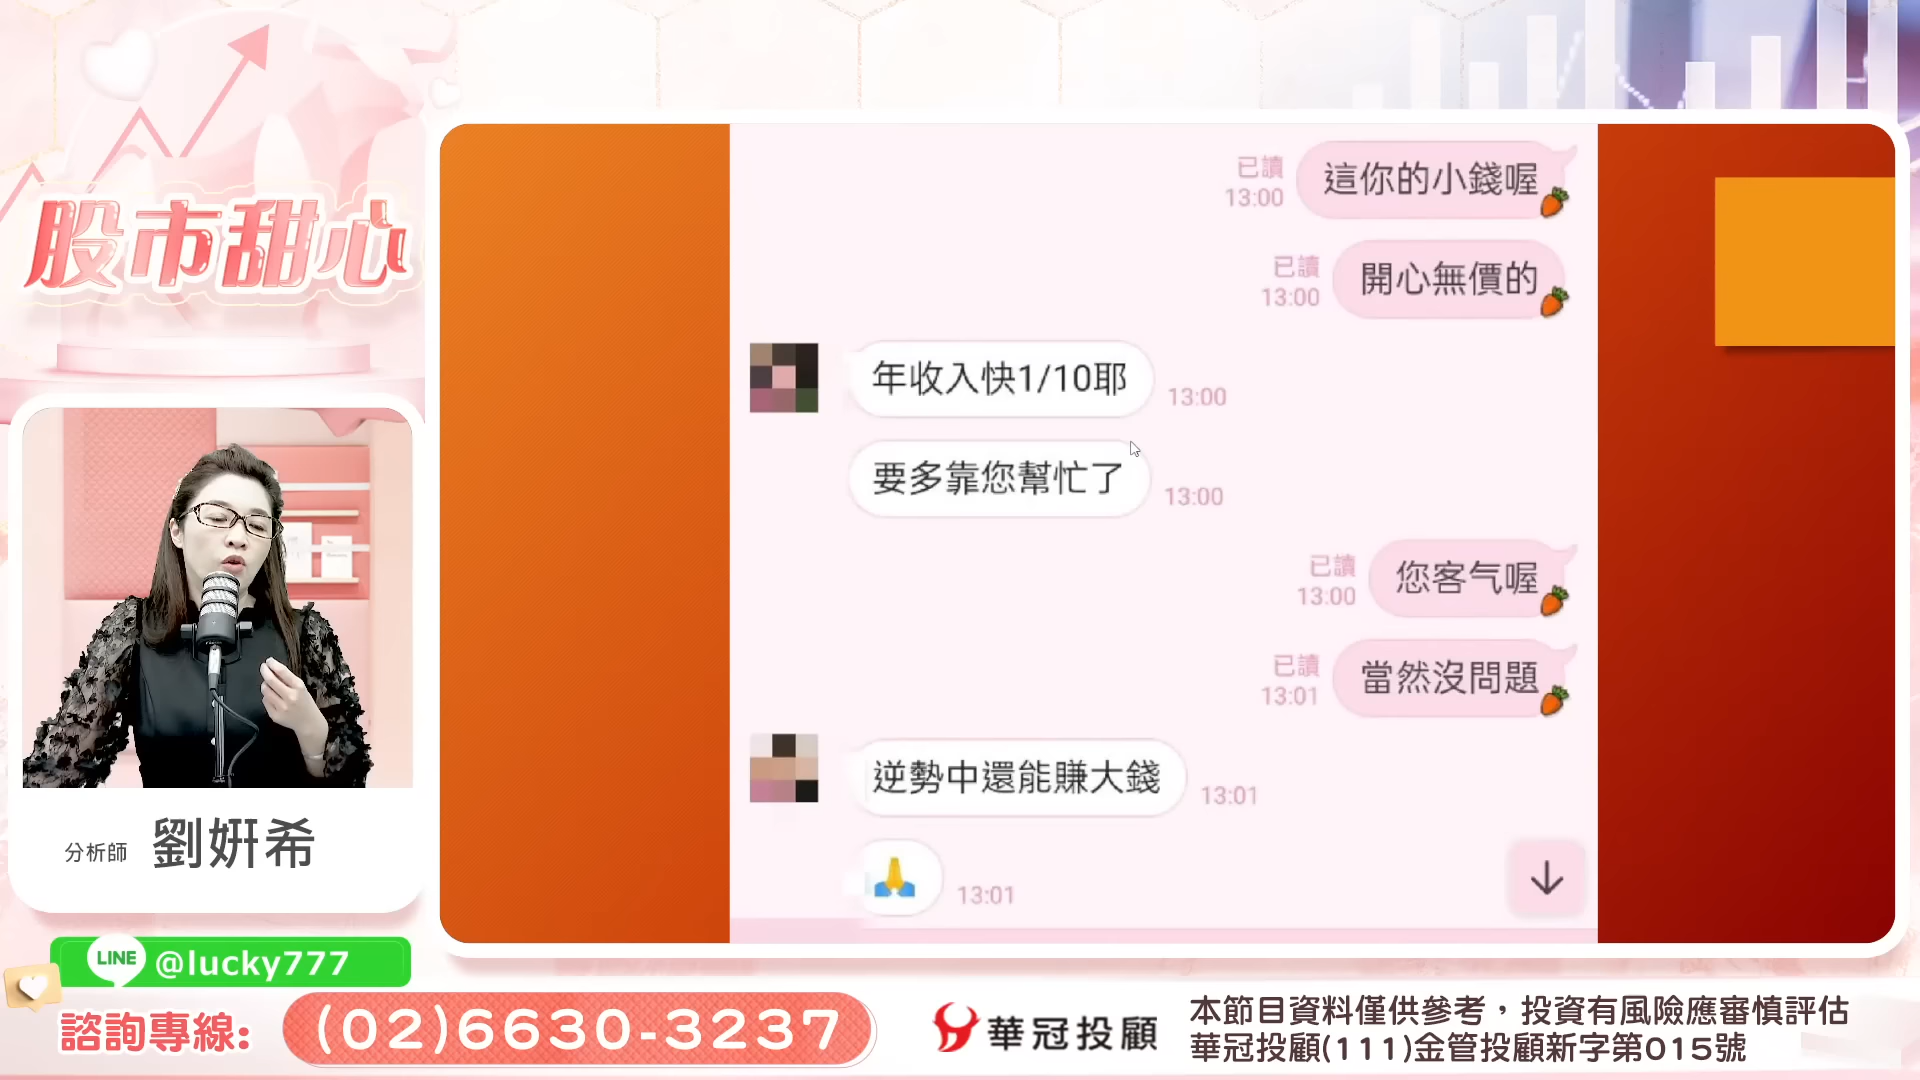 股市甜心
分析師 劉妍希
LINE @lucky777
已讀
13:00
這你的小錢喔
已讀
13:00
開心無價的
年收入快1/10耶
13:00
要多靠您幫忙了
13:00
已讀
13:00
您客气喔
已讀
13:01
當然沒問題
逆勢中還能賺大錢
13:01
13:01
諮詢專線:
(02)6630-3237
華冠投顧
本節目資料僅供參考，投資有風險應審慎評估
華冠投顧(111)金管投顧新字第015號